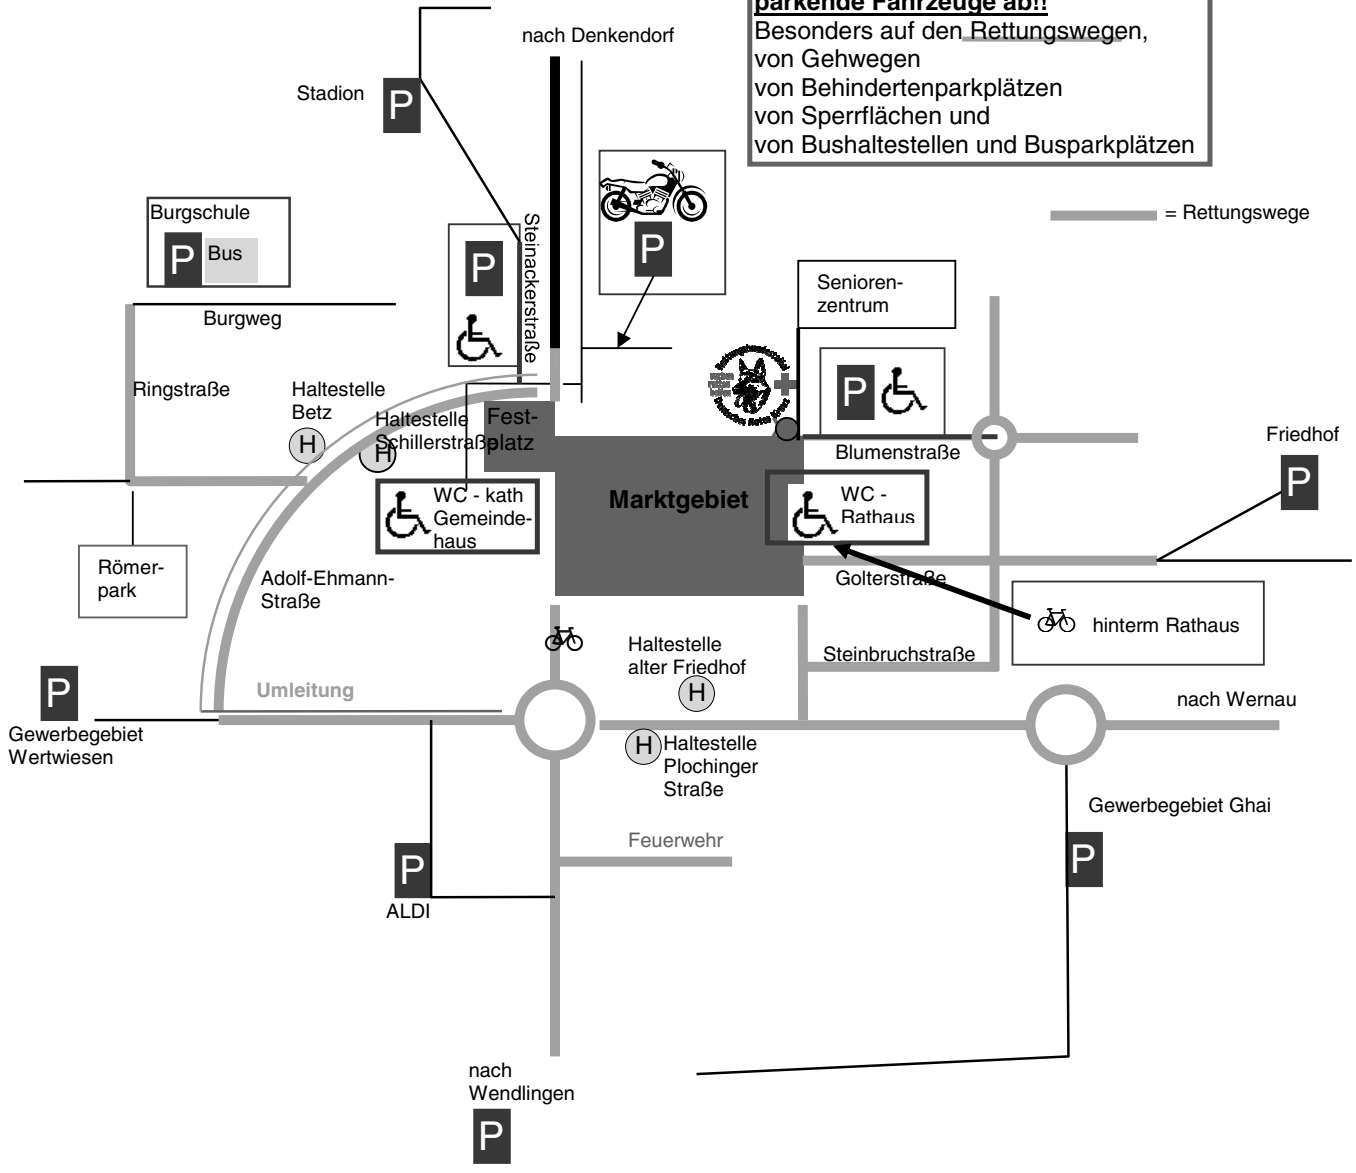 parkende Fahrzeuge ab!!
Besonders auf den Rettungswegen,
von Gehwegen
von Behindertenparkplätzen
von Sperrflächen und
von Bushaltestellen und Busparkplätzen
nach Denkendorf
Stadion
P
= Rettungswege
Burgschule
P
Bus
Burgweg
Ringstraße
P
Steinackerstraße
P
Senioren-
zentrum
Deutsches Rotes Kreuz
P
Blumenstraße
Haltestelle
Betz
H
Haltestelle
Schillerstraße
H
Fest-
platz
WC - kath
Gemeinde-
haus
Marktgebiet
WC -
Rathaus
Friedhof
P
Römer-
park
Adolf-Ehmann-
Straße
Golterstraße
hinterm Rathaus
Haltestelle
alter Friedhof
H
Steinbruchstraße
P
Gewerbegebiet
Wertwiesen
Umleitung
nach Wernau
H
Haltestelle
Plochinger
Straße
Gewerbegebiet Ghai
P
Feuerwehr
P
ALDI
nach
Wendlingen
P